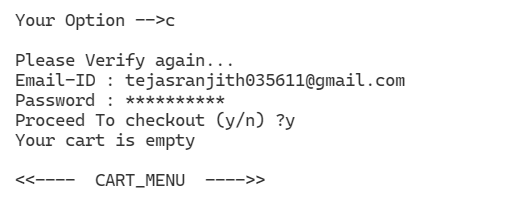 Your Option -->c
Please Verify again...
Email-ID : tejasranjith035611@gmail.com
Password : **********
Proceed To checkout (y/n) ?y
Your cart is empty
<<---- CART_MENU ---->>